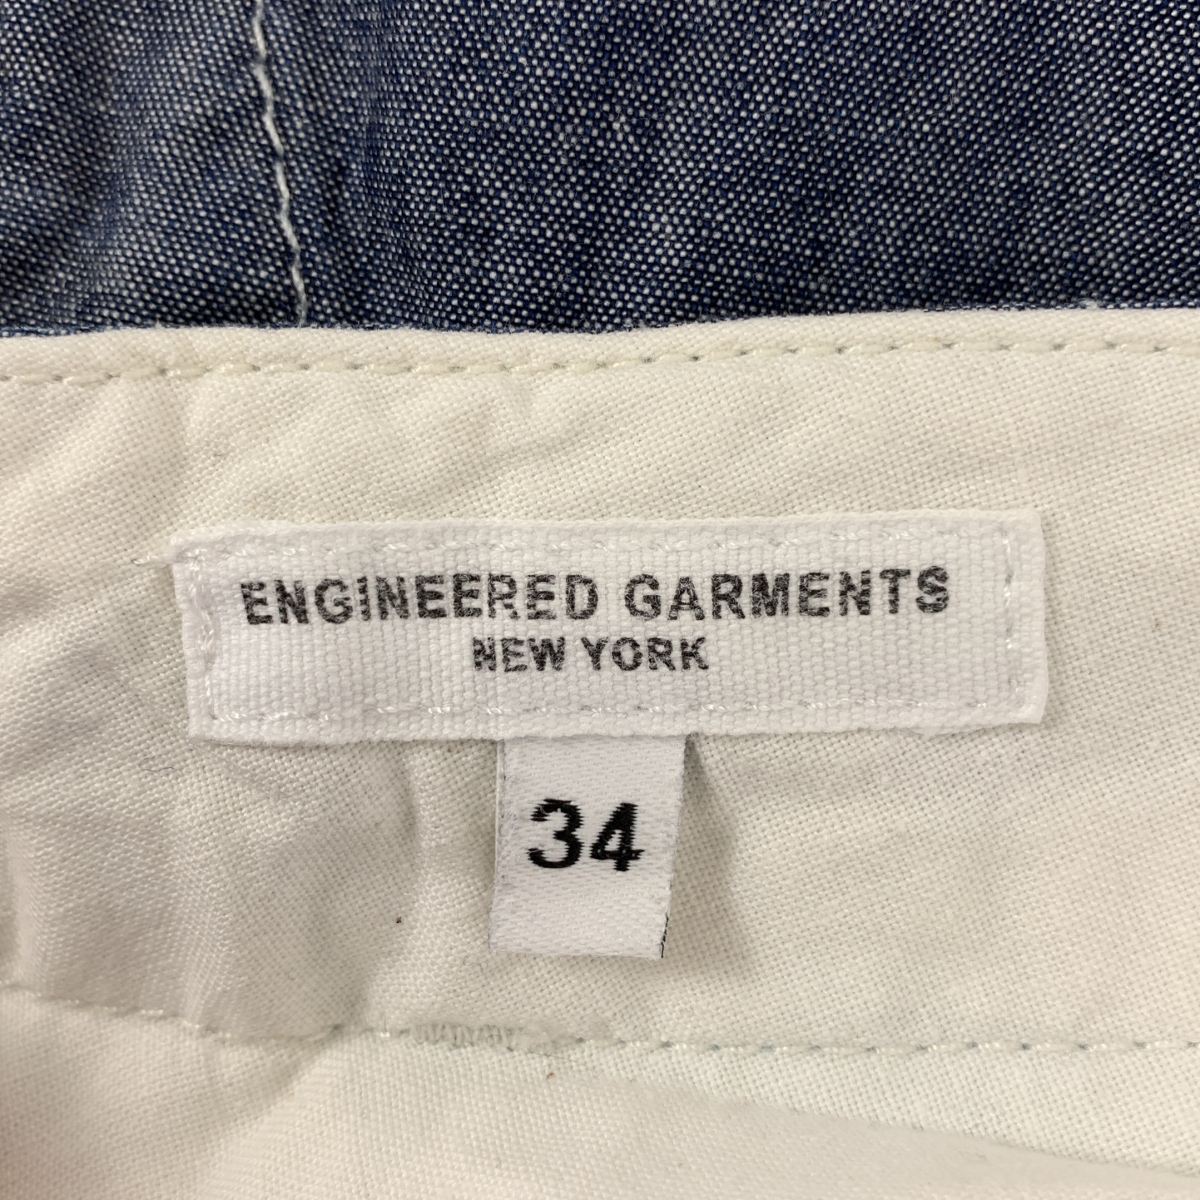 ENGINEERED GARMENTS
NEW YORK
34